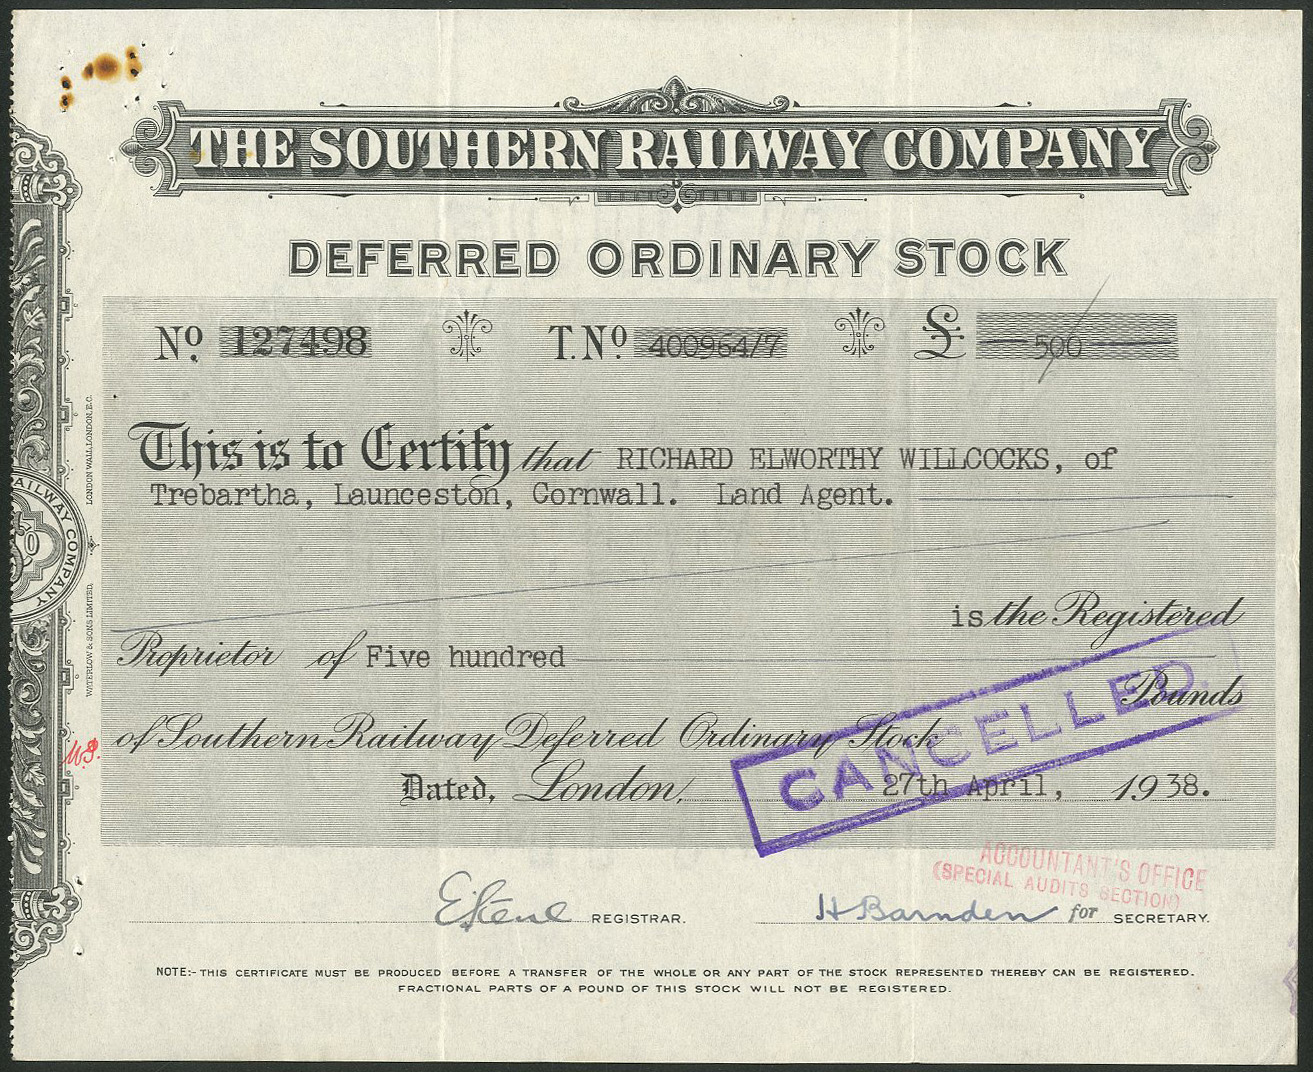 THE SOUTHERN RAILWAY COMPANY
DEFERRED ORDINARY STOCK
No. 127498 T.No 400964/7 £ 500
This is to Certify that RICHARD ELWORTHY WILLCOCKS, of
Trebartha, Launceston, Cornwall. Land Agent.
is the Registered
Proprietor of Five hundred
Pounds
of Southern Railway Deferred Ordinary Stock.
CANCELLED.
Dated, London, 27th April, 1938.
ACCOUNTANT'S OFFICE
(SPECIAL AUDITS SECTION)
REGISTRAR. H Barnden for SECRETARY.
NOTE:- THIS CERTIFICATE MUST BE PRODUCED BEFORE A TRANSFER OF THE WHOLE OR ANY PART OF THE STOCK REPRESENTED THEREBY CAN BE REGISTERED.
FRACTIONAL PARTS OF A POUND OF THIS STOCK WILL NOT BE REGISTERED.
WATERLOW & SONS LIMITED, LONDON WALL, LONDON, E.C.
RAILWAY COMPANY